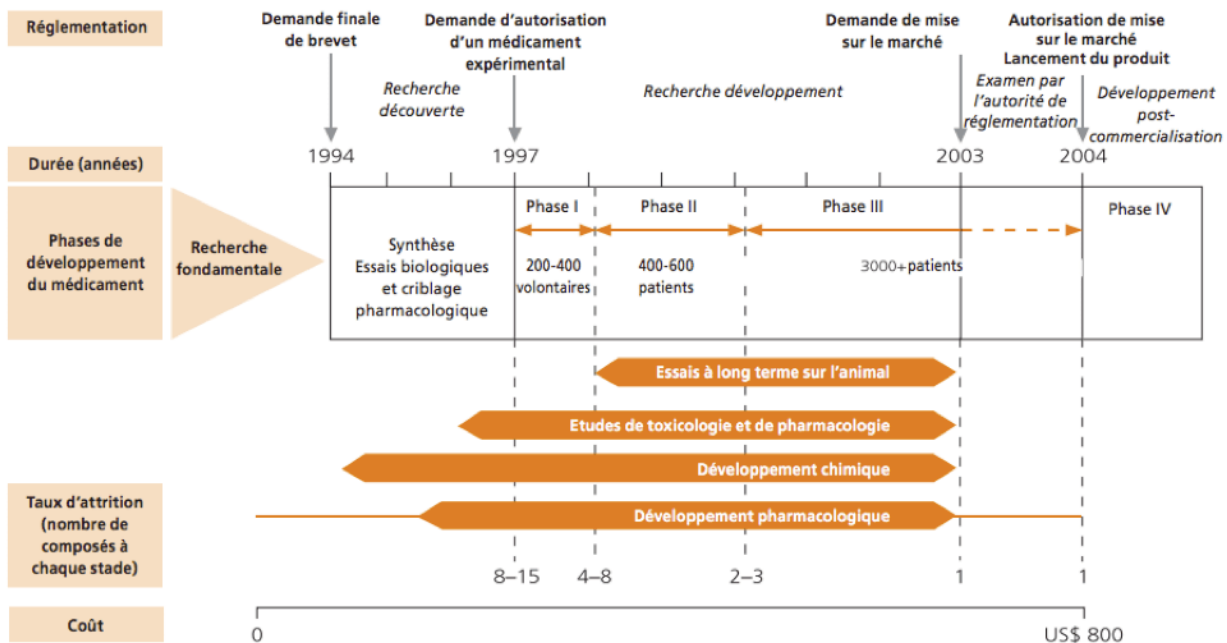 Réglementation
Demande finale
de brevet
Demande d'autorisation
d'un médicament
expérimental
Demande de mise
sur le marché
Autorisation de mise
sur le marché
Lancement du produit
Recherche
découverte
Recherche développement
Examen par
l'autorité de
réglementation
Développement
post-
commercialisation
Durée (années)
1994
1997
2003
2004
Phases de
développement
du médicament
Recherche
fondamentale
Synthèse
Essais biologiques
et criblage
pharmacologique
Phase I
200-400
volontaires
Phase II
400-600
patients
Phase III
3000+patients
Phase IV
Essais à long terme sur l'animal
Etudes de toxicologie et de pharmacologie
Développement chimique
Développement pharmacologique
Taux d'attrition
(nombre de
composés à
chaque stade)
8–15
4–8
2–3
1
1
Coût
0
US$ 800